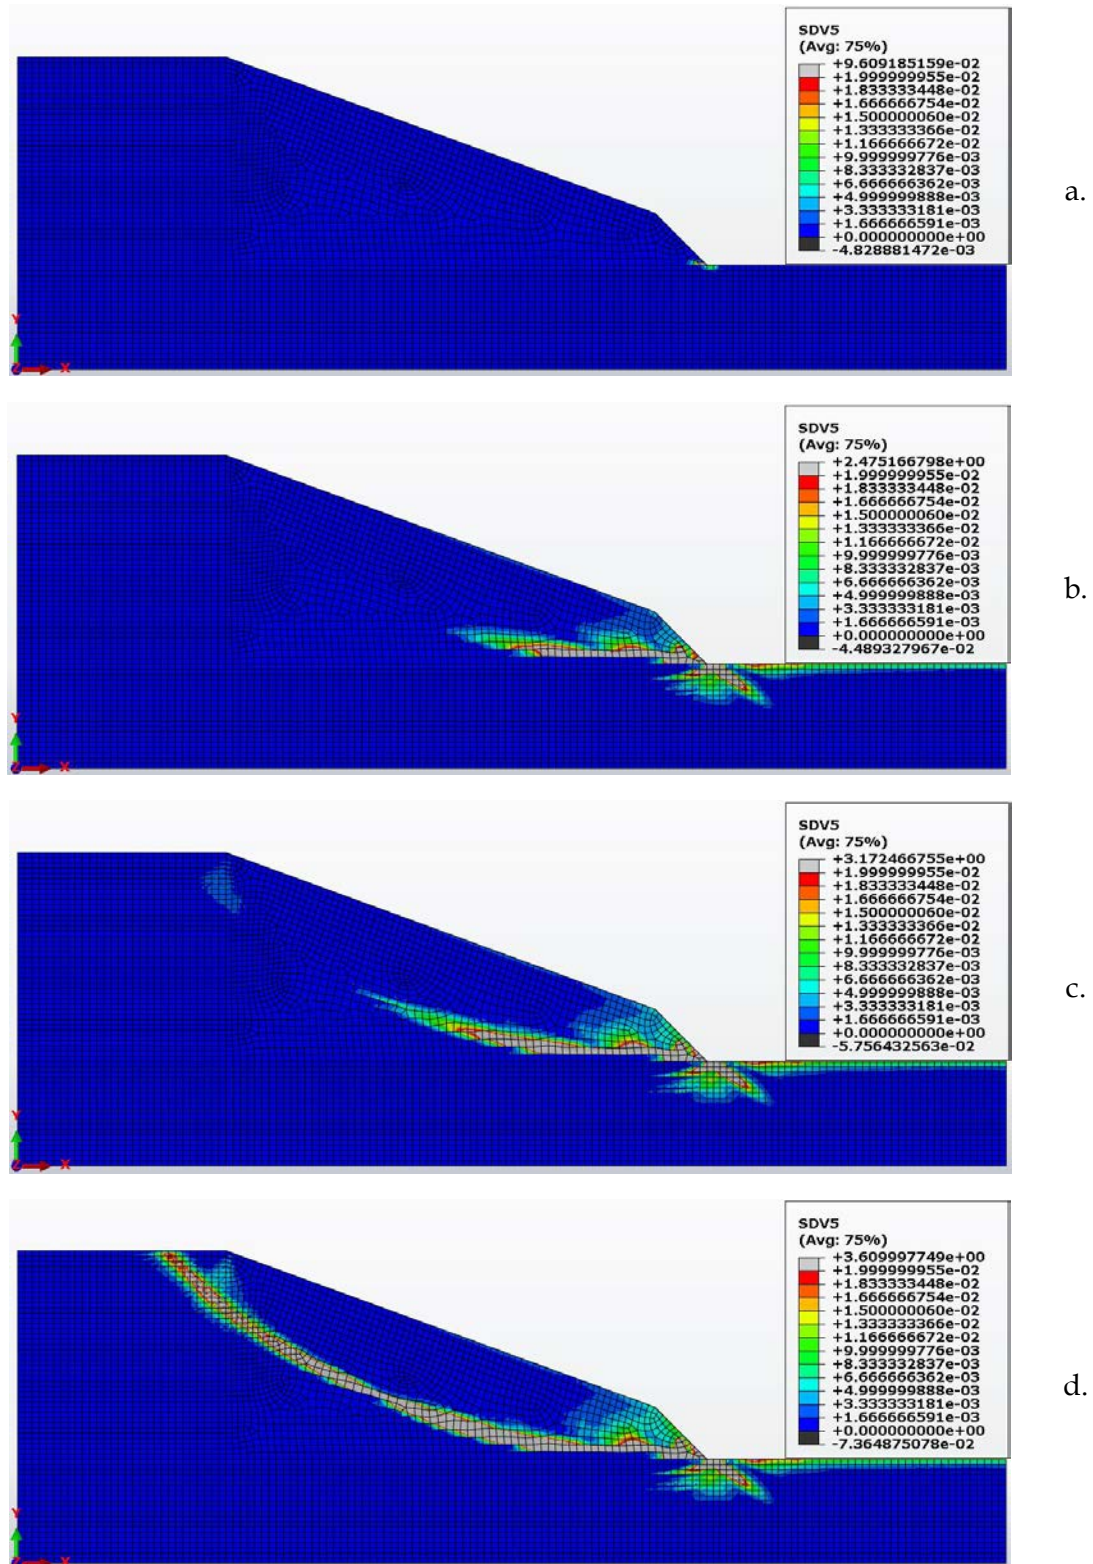 SDV5
(Avg: 75%)
+9.609185159e-02
+1.999999955e-02
+1.833333448e-02
+1.666666754e-02
+1.500000060e-02
+1.333333366e-02
+1.166666672e-02
+9.999999776e-03
+8.333332837e-03
+6.666666362e-03
+4.999999888e-03
+3.333333181e-03
+1.666666591e-03
+0.000000000e+00
-4.828881472e-03
a.
Y
Z
X
SDV5
(Avg: 75%)
+2.475166798e+00
+1.999999955e-02
+1.833333448e-02
+1.666666754e-02
+1.500000060e-02
+1.333333366e-02
+1.166666672e-02
+9.999999776e-03
+8.333332837e-03
+6.666666362e-03
+4.999999888e-03
+3.333333181e-03
+1.666666591e-03
+0.000000000e+00
-4.489327967e-02
b.
Y
Z
X
SDV5
(Avg: 75%)
+3.172466755e+00
+1.999999955e-02
+1.833333448e-02
+1.666666754e-02
+1.500000060e-02
+1.333333366e-02
+1.166666672e-02
+9.999999776e-03
+8.333332837e-03
+6.666666362e-03
+4.999999888e-03
+3.333333181e-03
+1.666666591e-03
+0.000000000e+00
-5.756432563e-02
c.
Y
Z
X
SDV5
(Avg: 75%)
+3.609997749e+00
+1.999999955e-02
+1.833333448e-02
+1.666666754e-02
+1.500000060e-02
+1.333333366e-02
+1.166666672e-02
+9.999999776e-03
+8.333332837e-03
+6.666666362e-03
+4.999999888e-03
+3.333333181e-03
+1.666666591e-03
+0.000000000e+00
-7.364875078e-02
d.
Y
Z
X